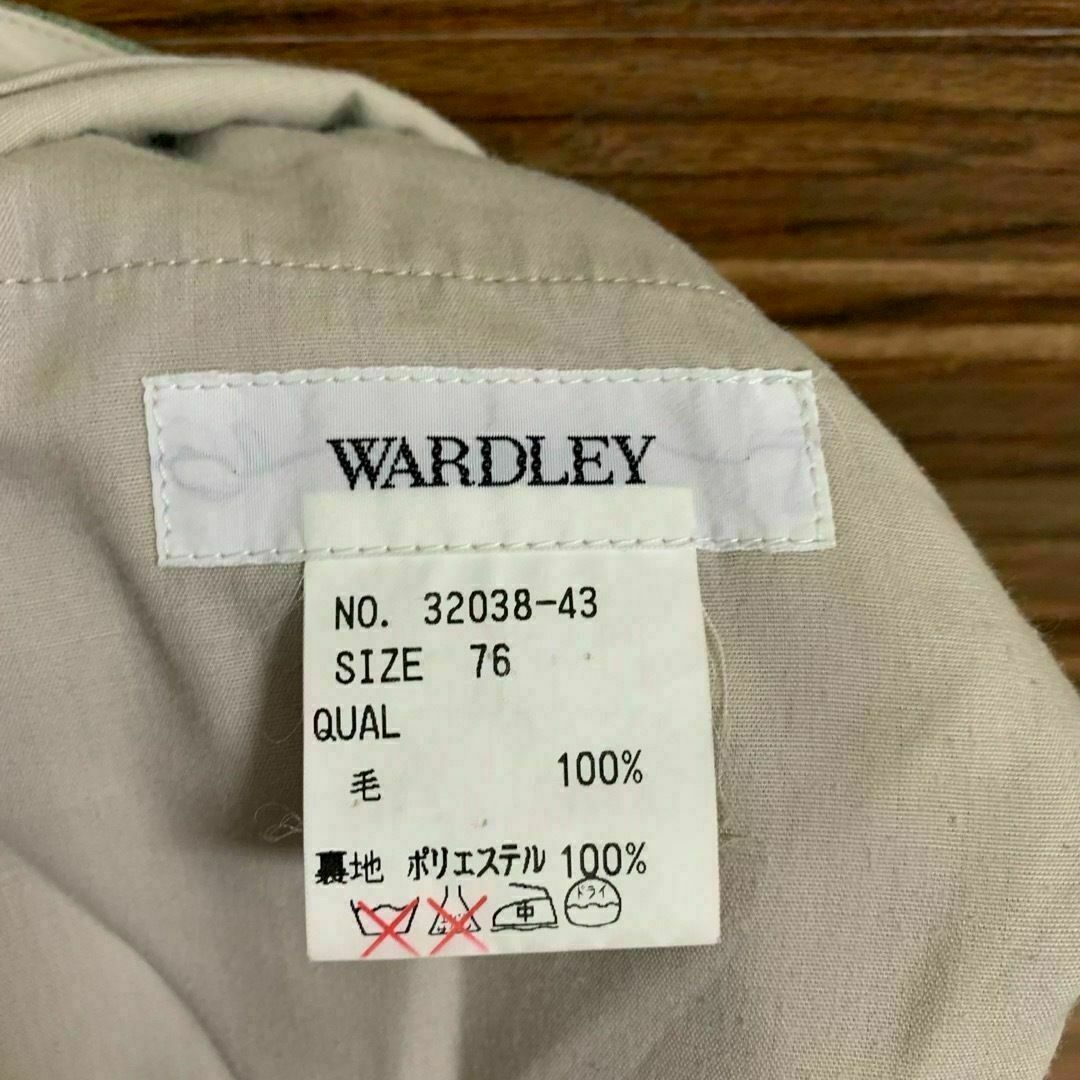 WARDLEY
NO. 32038-43
SIZE 76
QUAL
毛 100%
裏地 ポリエステル 100%
中 ドライ